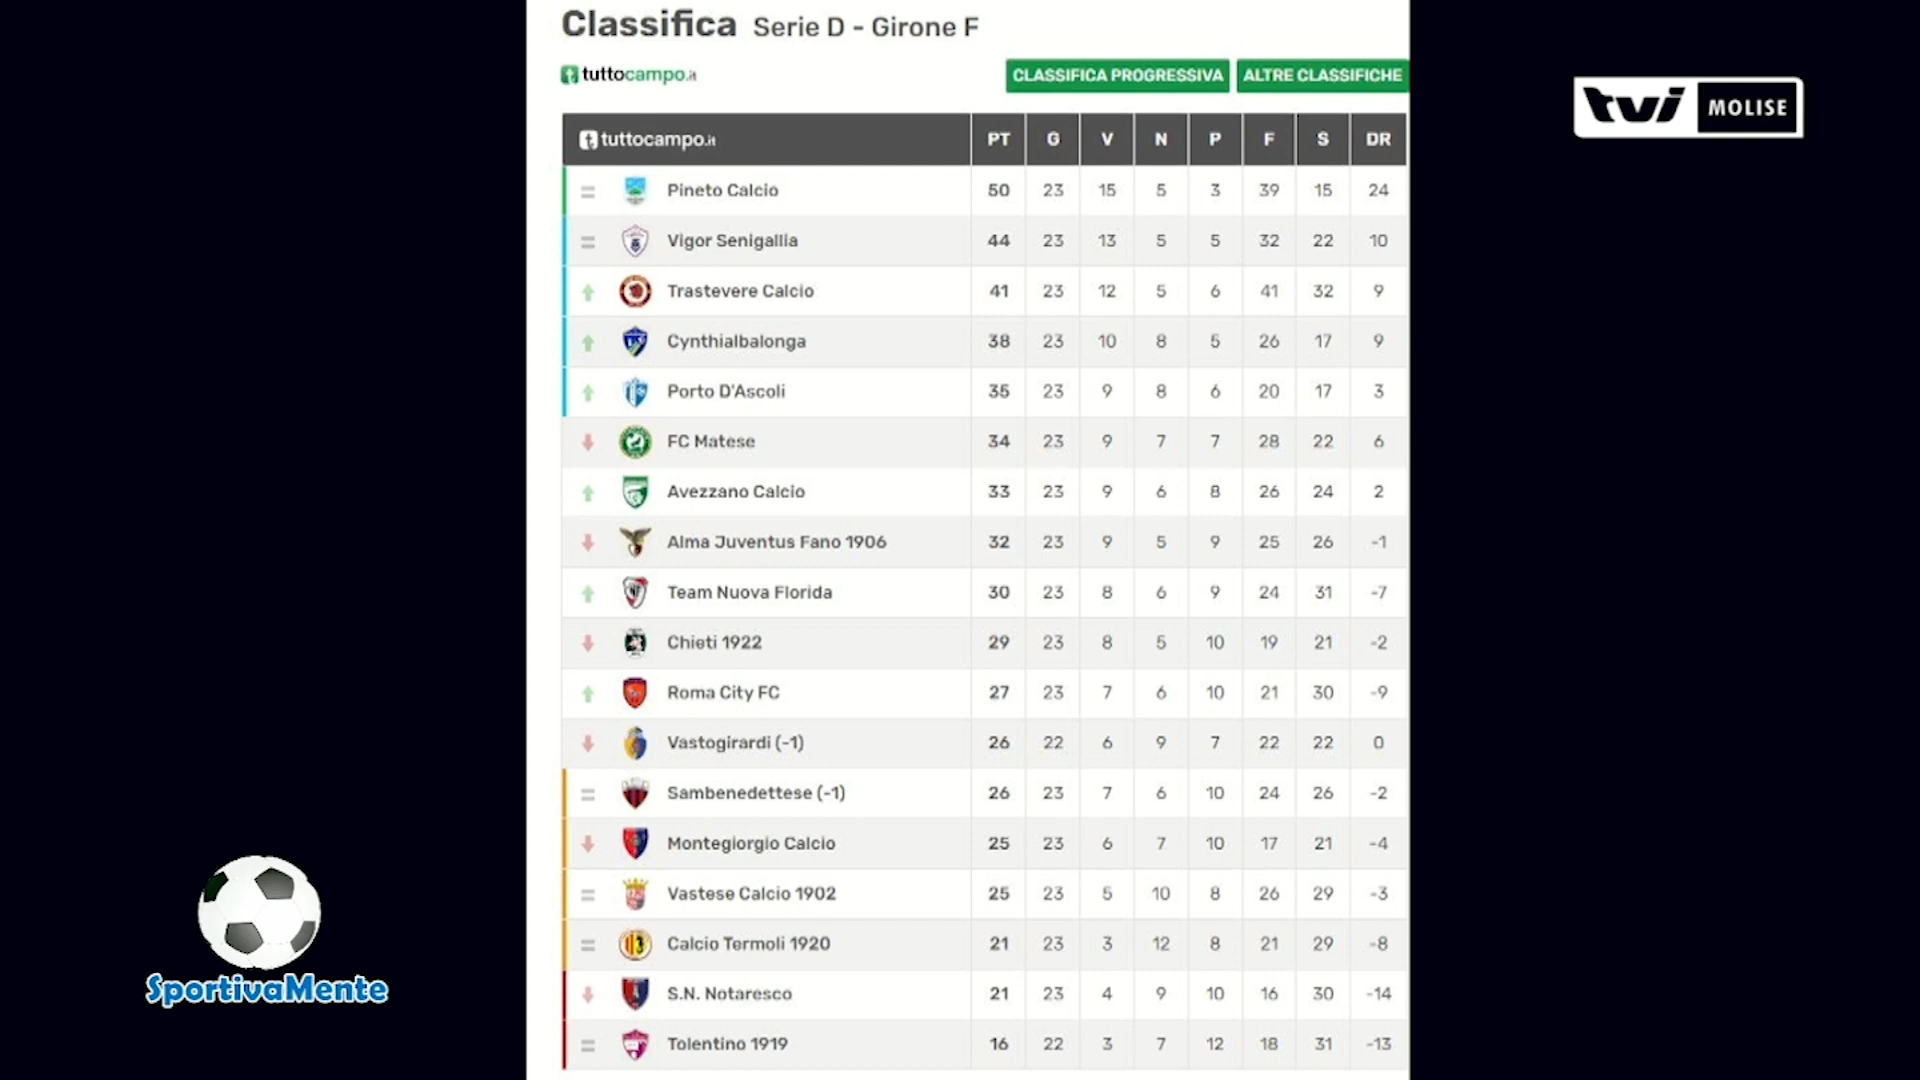 Classifica Serie D - Girone F
tuttocampo.it CLASSIFICA PROGRESSIVA ALTRE CLASSIFICHE
tvi MOLISE
tuttocampo.it PT G V N P F S DR
Pineto Calcio 50 23 15 5 3 39 15 24
Vigor Senigallia 44 23 13 5 5 32 22 10
Trastevere Calcio 41 23 12 5 6 41 32 9
Cynthialbalonga 38 23 10 8 5 26 17 9
Porto D'Ascoli 35 23 9 8 6 20 17 3
FC Matese 34 23 9 7 7 28 22 6
Avezzano Calcio 33 23 9 6 8 26 24 2
Alma Juventus Fano 1906 32 23 9 5 9 25 26 -1
Team Nuova Florida 30 23 8 6 9 24 31 -7
Chieti 1922 29 23 8 5 10 19 21 -2
Roma City FC 27 23 7 6 10 21 30 -9
Vastogirardi (-1) 26 22 6 9 7 22 22 0
Sambenedettese (-1) 26 23 7 6 10 24 26 -2
Montegiorgio Calcio 25 23 6 7 10 17 21 -4
Vastese Calcio 1902 25 23 5 10 8 26 29 -3
Calcio Termoli 1920 21 23 3 12 8 21 29 -8
S.N. Notaresco 21 23 4 9 10 16 30 -14
Tolentino 1919 16 22 3 7 12 18 31 -13
SportivaMente